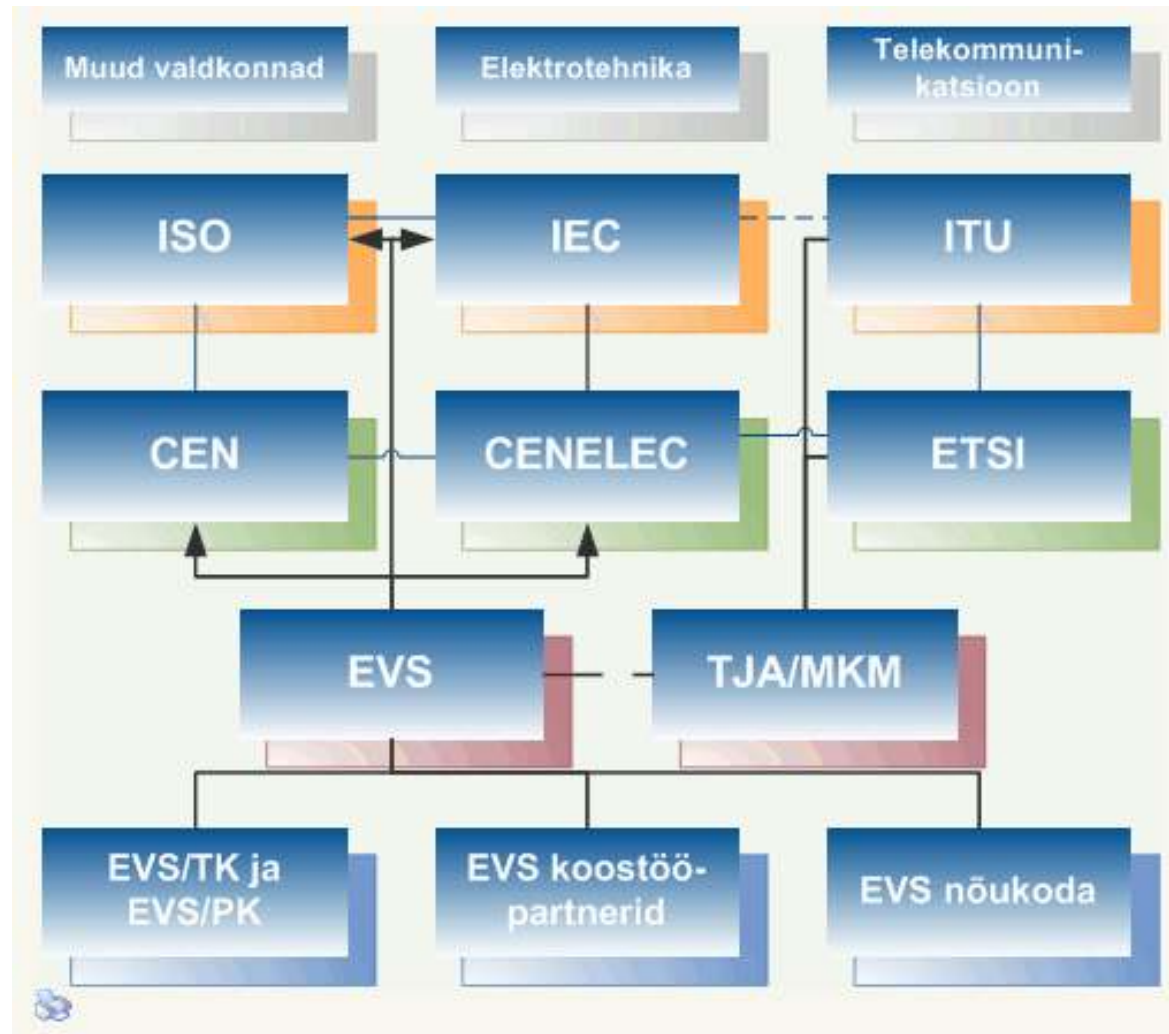 Muud valdkonnad
Elektrotehnika
Telekommuni-
katsioon
ISO
IEC
ITU
CEN
CENELEC
ETSI
EVS
TJA/MKM
EVS/TK ja
EVS/PK
EVS koostöö-
partnerid
EVS nõukoda